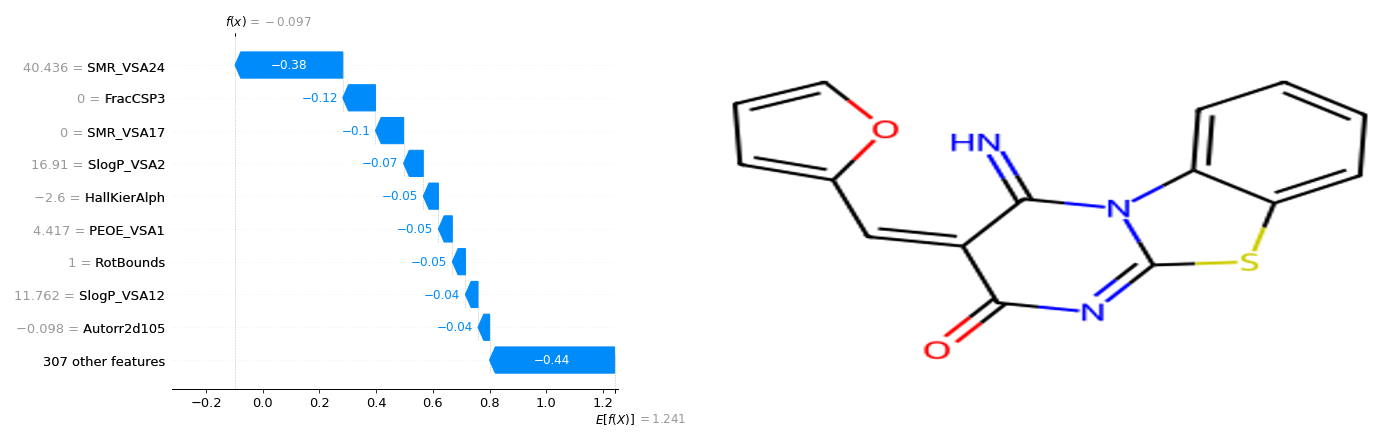 f(x) = −0.097
40.436 = SMR_VSA24
−0.38
0 = FracCSP3
−0.12
0 = SMR_VSA17
−0.1
16.91 = SlogP_VSA2
−0.07
−2.6 = HallKierAlph
−0.05
4.417 = PEOE_VSA1
−0.05
1 = RotBounds
−0.05
11.762 = SlogP_VSA12
−0.04
−0.098 = Autorr2d105
−0.04
307 other features
−0.44
−0.2 0.0 0.2 0.4 0.6 0.8 1.0 1.2
E[f(X)] = 1.241
O
HN
N
S
N
O